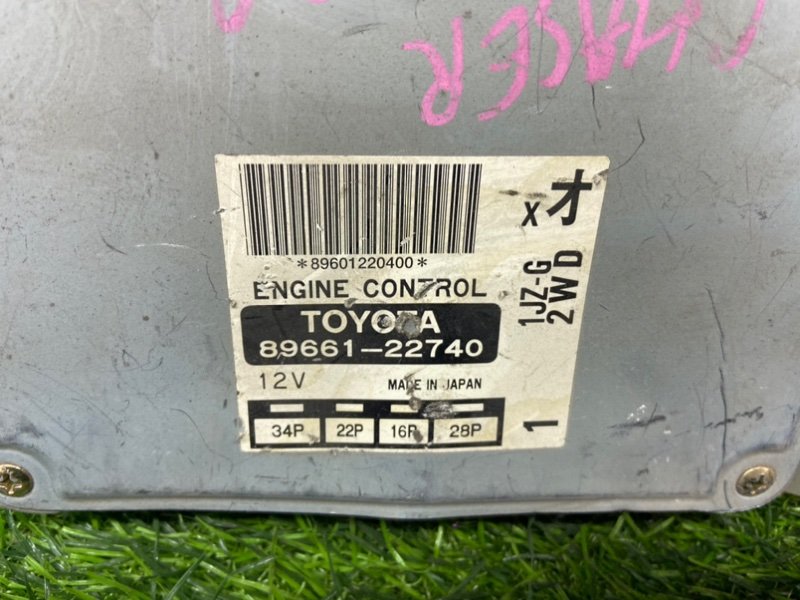 CHASER
*89601220400*
ENGINE CONTROL
TOYOTA
89661-22740
12V MADE IN JAPAN
34P 22P 16P 28P
xオ
1JZ-G
2WD
1